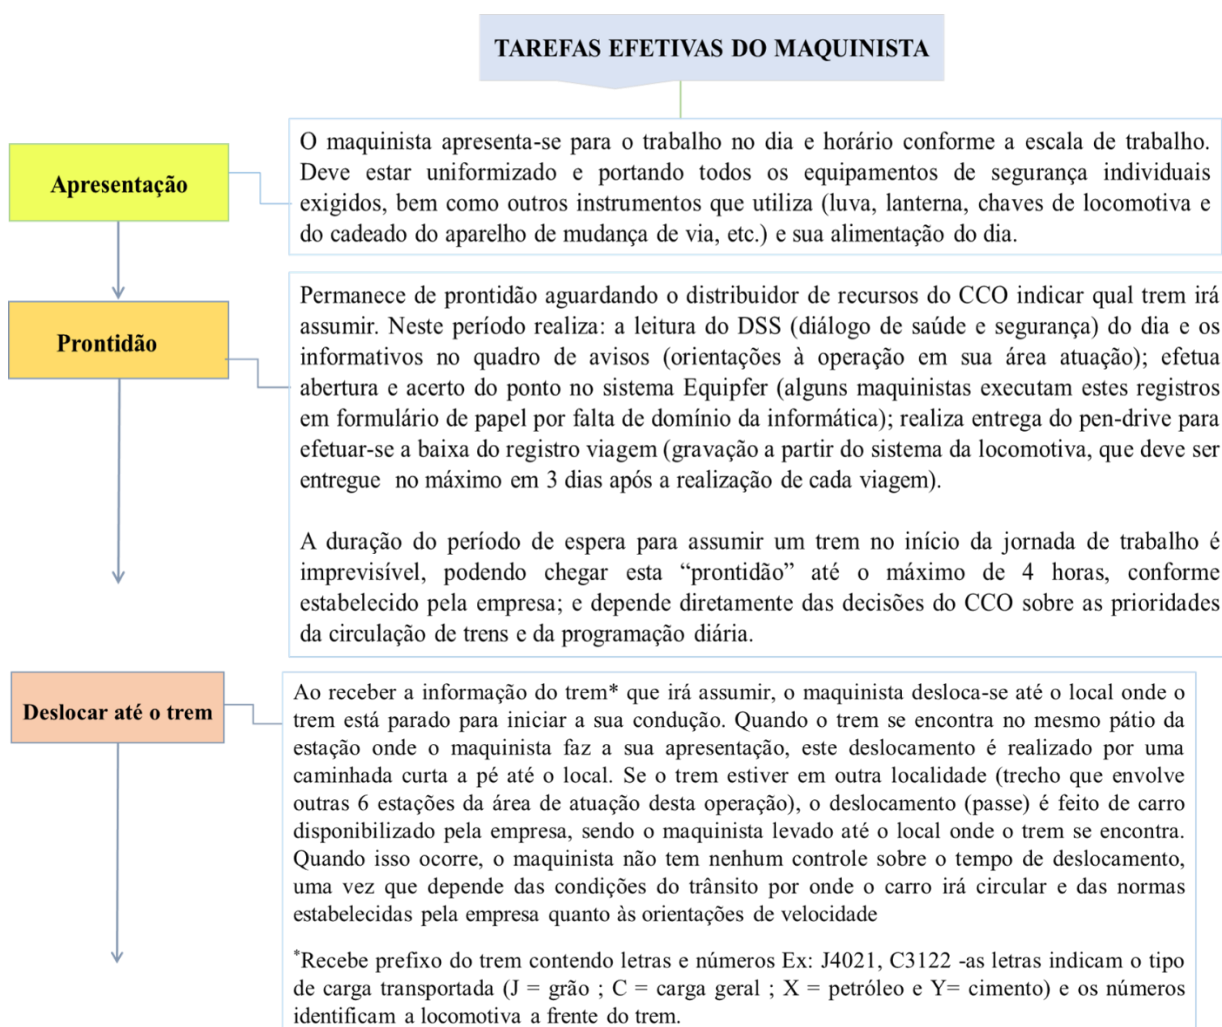 TAREFAS EFETIVAS DO MAQUINISTA
Apresentação
O maquinista apresenta-se para o trabalho no dia e horário conforme a escala de trabalho.
Deve estar uniformizado e portando todos os equipamentos de segurança individuais
exigidos, bem como outros instrumentos que utiliza (luva, lanterna, chaves de locomotiva e
do cadeado do aparelho de mudança de via, etc.) e sua alimentação do dia.
Prontidão
Permanece de prontidão aguardando o distribuidor de recursos do CCO indicar qual trem irá
assumir. Neste período realiza: a leitura do DSS (diálogo de saúde e segurança) do dia e os
informativos no quadro de avisos (orientações à operação em sua área atuação); efetua
abertura e acerto do ponto no sistema Equipfer (alguns maquinistas executam estes registros
em formulário de papel por falta de domínio da informática); realiza entrega do pen-drive para
efetuar-se a baixa do registro viagem (gravação a partir do sistema da locomotiva, que deve ser
entregue no máximo em 3 dias após a realização de cada viagem).
A duração do período de espera para assumir um trem no início da jornada de trabalho é
imprevisível, podendo chegar esta “prontidão” até o máximo de 4 horas, conforme
estabelecido pela empresa; e depende diretamente das decisões do CCO sobre as prioridades
da circulação de trens e da programação diária.
Deslocar até o trem
Ao receber a informação do trem* que irá assumir, o maquinista desloca-se até o local onde o
trem está parado para iniciar a sua condução. Quando o trem se encontra no mesmo pátio da
estação onde o maquinista faz a sua apresentação, este deslocamento é realizado por uma
caminhada curta a pé até o local. Se o trem estiver em outra localidade (trecho que envolve
outras 6 estações da área de atuação desta operação), o deslocamento (passe) é feito de carro
disponibilizado pela empresa, sendo o maquinista levado até o local onde o trem se encontra.
Quando isso ocorre, o maquinista não tem nenhum controle sobre o tempo de deslocamento,
uma vez que depende das condições do trânsito por onde o carro irá circular e das normas
estabelecidas pela empresa quanto às orientações de velocidade
*Recebe prefixo do trem contendo letras e números Ex: J4021, C3122 -as letras indicam o tipo
de carga transportada (J = grão ; C = carga geral ; X = petróleo e Y= cimento) e os números
identificam a locomotiva a frente do trem.